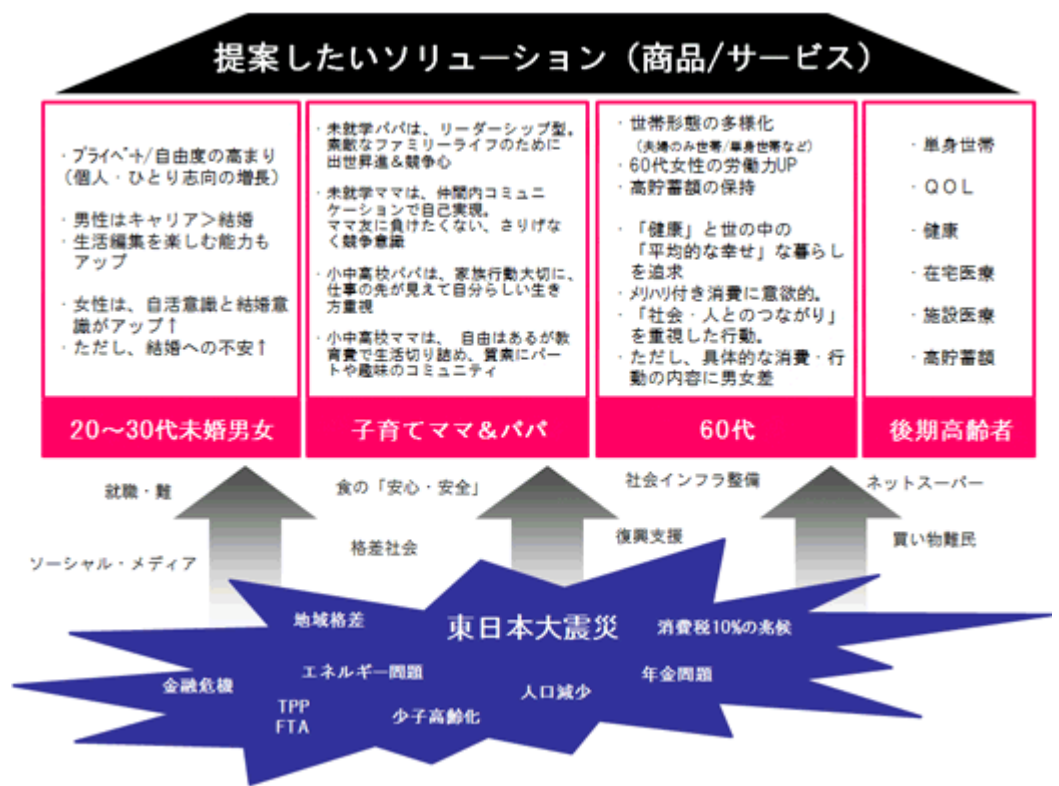 提案したいソリューション（商品/サービス）
・プライベート/自由度の高まり
（個人・ひとり志向の増長）
・男性はキャリア＞結婚
・生活編集を楽しむ能力も
アップ
・女性は、自活意識と結婚意
識がアップ↑
・ただし、結婚への不安↑
20～30代未婚男女
・未就学パパは、リーダーシップ型。
素敵なファミリーライフのために
出世昇進＆競争心
・未就学ママは、仲間内コミュニ
ケーションで自己実現。
ママ友に負けたくない、さりげな
く競争意識
・小中高校パパは、家族行動大切に、
仕事の先が見えて自分らしい生き
方重視
・小中高校ママは、 自由はあるが教
育費で生活切り詰め、質素にパー
トや趣味のコミュニティ
子育てママ＆パパ
・世帯形態の多様化
（夫婦のみ世帯/単身世帯など）
・60代女性の労働力UP
・高貯蓄額の保持
・「健康」と世の中の
「平均的な幸せ」な暮らし
を追求
・メリハリ付き消費に意欲的。
・「社会・人とのつながり」
を重視した行動。
・ただし、具体的な消費・行
動の内容に男女差
60代
・単身世帯
・ＱＯＬ
・健康
・在宅医療
・施設医療
・高貯蓄額
後期高齢者
就職・難
食の「安心・安全」
社会インフラ整備
ネットスーパー
ソーシャル・メディア
格差社会
復興支援
買い物難民
地域格差
東日本大震災
消費税10%の兆候
金融危機
エネルギー問題
人口減少
年金問題
TPP
FTA
少子高齢化